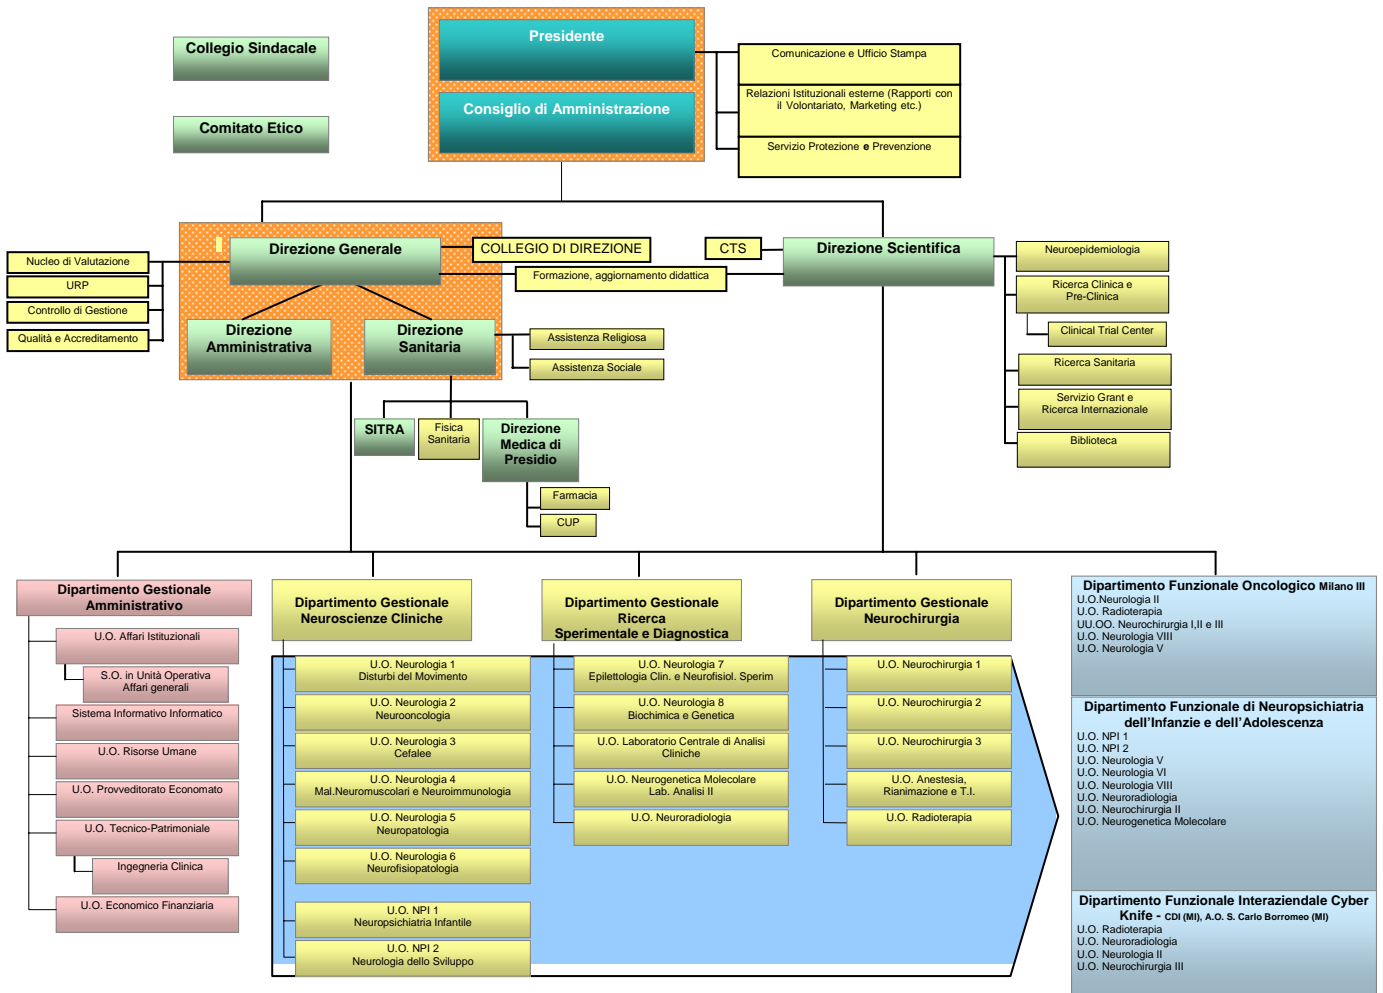 Presidente
Consiglio di Amministrazione
Collegio Sindacale
Comitato Etico
Comunicazione e Ufficio Stampa
Relazioni Istituzionali esterne (Rapporti con
il Volontariato, Marketing etc.)
Servizio Protezione e Prevenzione
Direzione Generale
COLLEGIO DI DIREZIONE
CTS
Direzione Scientifica
Formazione, aggiornamento didattica
Nucleo di Valutazione
URP
Controllo di Gestione
Qualità e Accreditamento
Direzione
Amministrativa
Direzione
Sanitaria
Assistenza Religiosa
Assistenza Sociale
Neuroepidemiologia
Ricerca Clinica e
Pre-Clinica
Clinical Trial Center
Ricerca Sanitaria
Servizio Grant e
Ricerca Internazionale
Biblioteca
SITRA
Fisica
Sanitaria
Direzione
Medica di
Presidio
Farmacia
CUP
Dipartimento Gestionale
Amministrativo
U.O. Affari Istituzionali
S.O. in Unità Operativa
Affari generali
Sistema Informativo Informatico
U.O. Risorse Umane
U.O. Provveditorato Economato
U.O. Tecnico-Patrimoniale
Ingegneria Clinica
U.O. Economico Finanziaria
Dipartimento Gestionale
Neuroscienze Cliniche
U.O. Neurologia 1
Disturbi del Movimento
U.O. Neurologia 2
Neurooncologia
U.O. Neurologia 3
Cefalee
U.O. Neurologia 4
Mal.Neuromuscolari e Neuroimmunologia
U.O. Neurologia 5
Neuropatologia
U.O. Neurologia 6
Neurofisiopatologia
U.O. NPI 1
Neuropsichiatria Infantile
U.O. NPI 2
Neurologia dello Sviluppo
Dipartimento Gestionale
Ricerca
Sperimentale e Diagnostica
U.O. Neurologia 7
Epilettologia Clin. e Neurofisiol. Sperim
U.O. Neurologia 8
Biochimica e Genetica
U.O. Laboratorio Centrale di Analisi
Cliniche
U.O. Neurogenetica Molecolare
Lab. Analisi II
U.O. Neuroradiologia
Dipartimento Gestionale
Neurochirurgia
U.O. Neurochirurgia 1
U.O. Neurochirurgia 2
U.O. Neurochirurgia 3
U.O. Anestesia,
Rianimazione e T.I.
U.O. Radioterapia
Dipartimento Funzionale Oncologico Milano III
U.O.Neurologia II
U.O. Radioterapia
UU.OO. Neurochirurgia I,II e III
U.O. Neurologia VIII
U.O. Neurologia V
Dipartimento Funzionale di Neuropsichiatria
dell'Infanzie e dell'Adolescenza
U.O. NPI 1
U.O. NPI 2
U.O. Neurologia V
U.O. Neurologia VI
U.O. Neurologia VIII
U.O. Neuroradiologia
U.O. Neurochirurgia II
U.O. Neurogenetica Molecolare
Dipartimento Funzionale Interaziendale Cyber
Knife - CDI (MI), A.O. S. Carlo Borromeo (MI)
U.O. Radioterapia
U.O. Neuroradiologia
U.O. Neurologia II
U.O. Neurochirurgia III